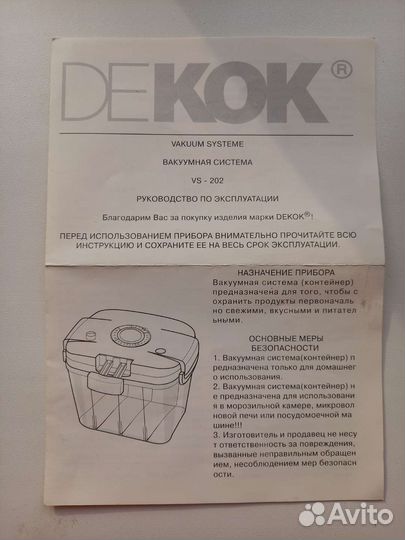 DEKOK®
VAKUUM SYSTEME
ВАКУУМНАЯ СИСТЕМА
VS - 202
РУКОВОДСТВО ПО ЭКСПЛУАТАЦИИ
Благодарим Вас за покупку изделия марки DEKOK®!
ПЕРЕД ИСПОЛЬЗОВАНИЕМ ПРИБОРА ВНИМАТЕЛЬНО ПРОЧИТАЙТЕ ВСЮ
ИНСТРУКЦИЮ И СОХРАНИТЕ ЕЕ НА ВЕСЬ СРОК ЭКСПЛУАТАЦИИ.
НАЗНАЧЕНИЕ ПРИБОРА
Вакуумная система (контейнер)
предназначена для того, чтобы с
охранить продукты первоначаль
но свежими, вкусными и питател
ьными.
ОСНОВНЫЕ МЕРЫ
БЕЗОПАСНОСТИ
1. Вакуумная система(контейнер) п
редназначена только для домашнег
о использования.
2. Вакуумная система(контейнер) н
е предназначена для использовани
я в морозильной камере, микровол
новой печи или посудомоечной ма
шине!!!
3. Изготовитель и продавец не несу
т ответственность за повреждения,
вызванные неправильным обращен
ием, несоблюдением мер безопасн
ости.
Avito